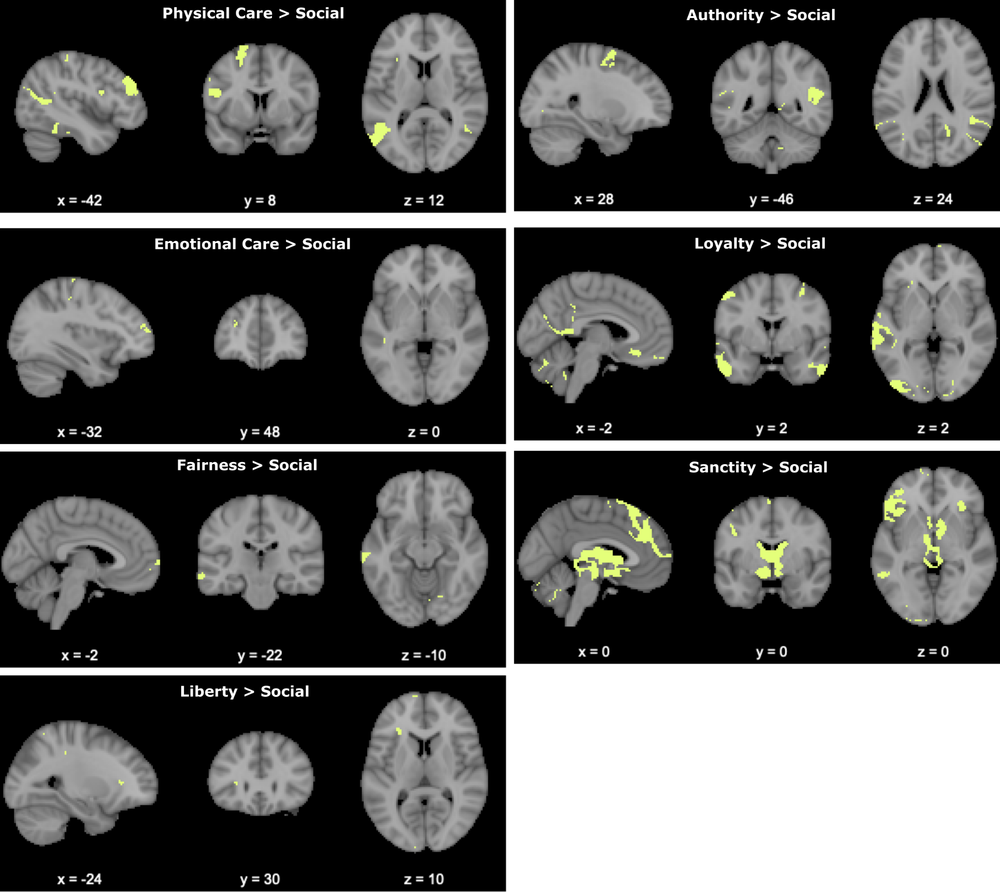 Physical Care > Social
x = -42 y = 8 z = 12
Authority > Social
x = 28 y = -46 z = 24
Emotional Care > Social
x = -32 y = 48 z = 0
Loyalty > Social
x = -2 y = 2 z = 2
Fairness > Social
x = -2 y = -22 z = -10
Sanctity > Social
x = 0 y = 0 z = 0
Liberty > Social
x = -24 y = 30 z = 10